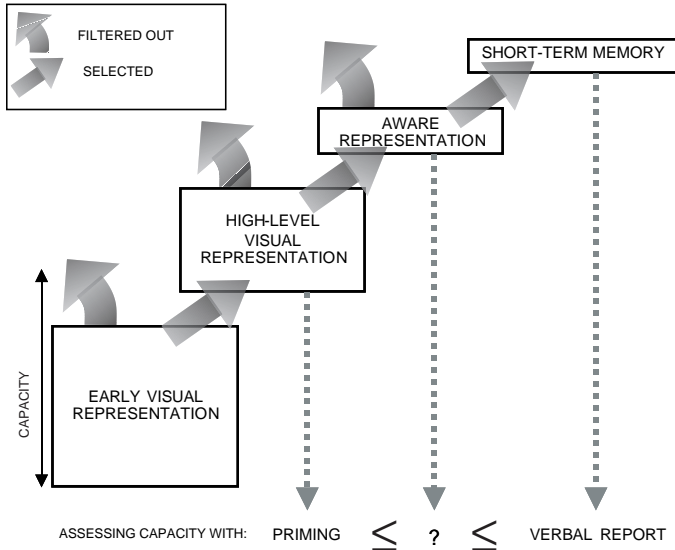 FILTERED OUT
SELECTED
SHORT-TERM MEMORY
AWARE
REPRESENTATION
HIGH-LEVEL
VISUAL
REPRESENTATION
CAPACITY
EARLY VISUAL
REPRESENTATION
ASSESSING CAPACITY WITH: PRIMING ≤ ? ≤ VERBAL REPORT